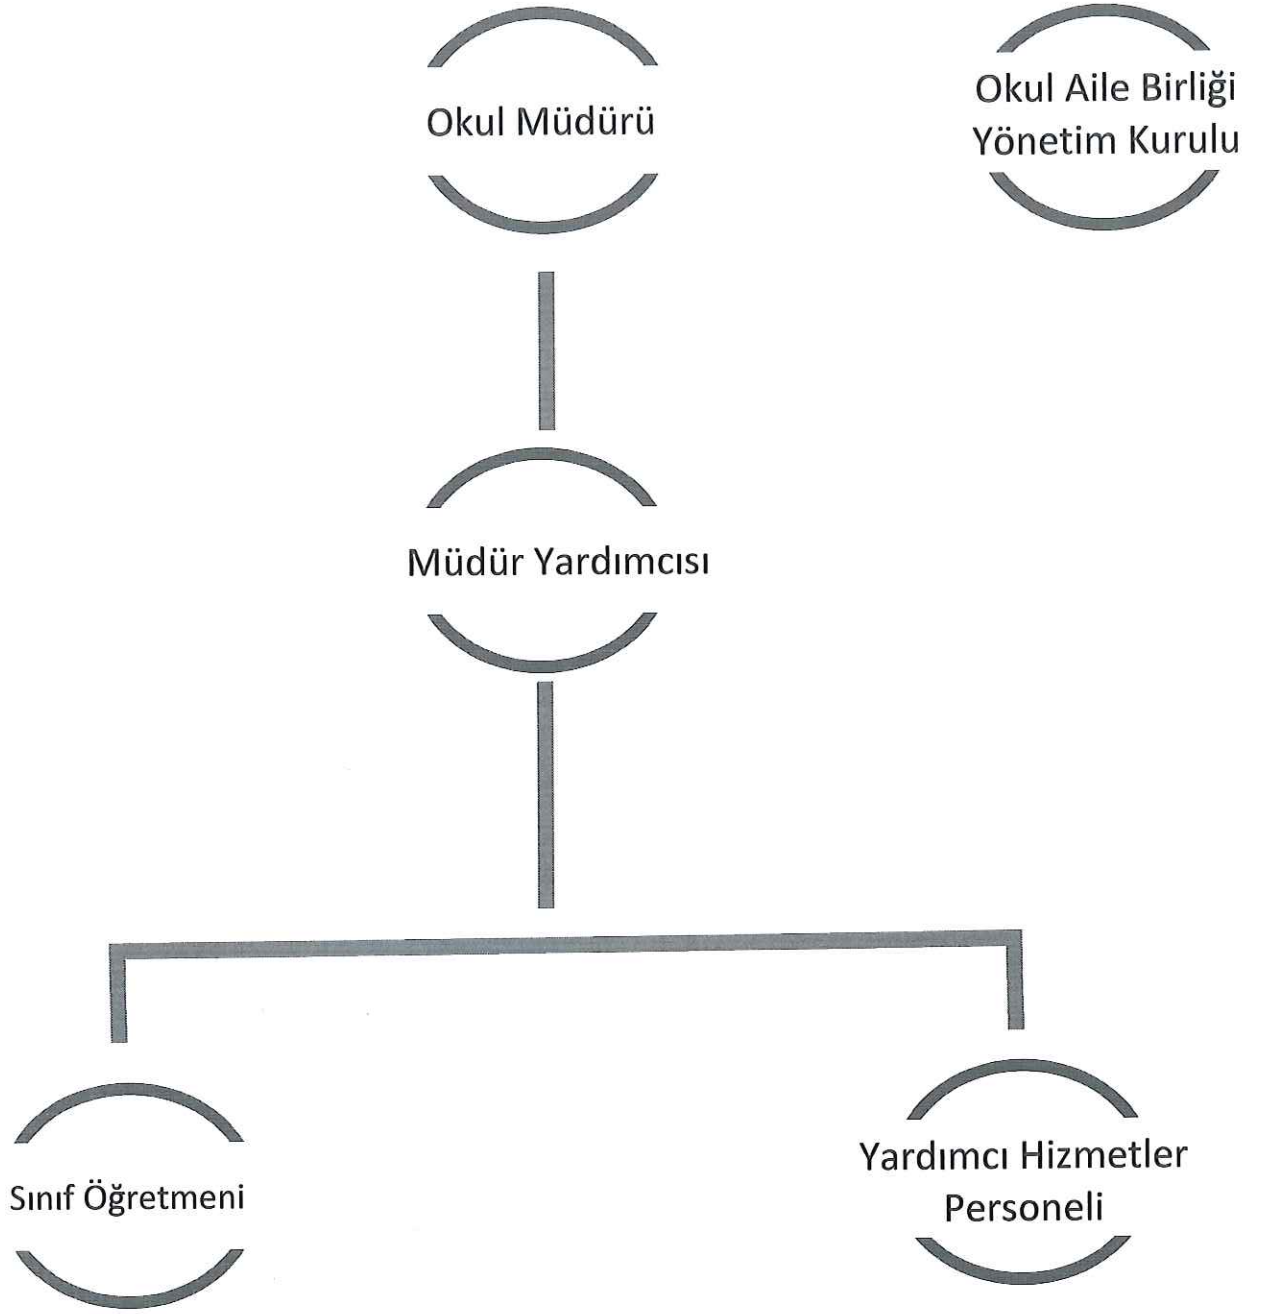 Okul Müdürü
Okul Aile Birliği
Yönetim Kurulu
Müdür Yardımcısı
Sınıf Öğretmeni
Yardımcı Hizmetler
Personeli